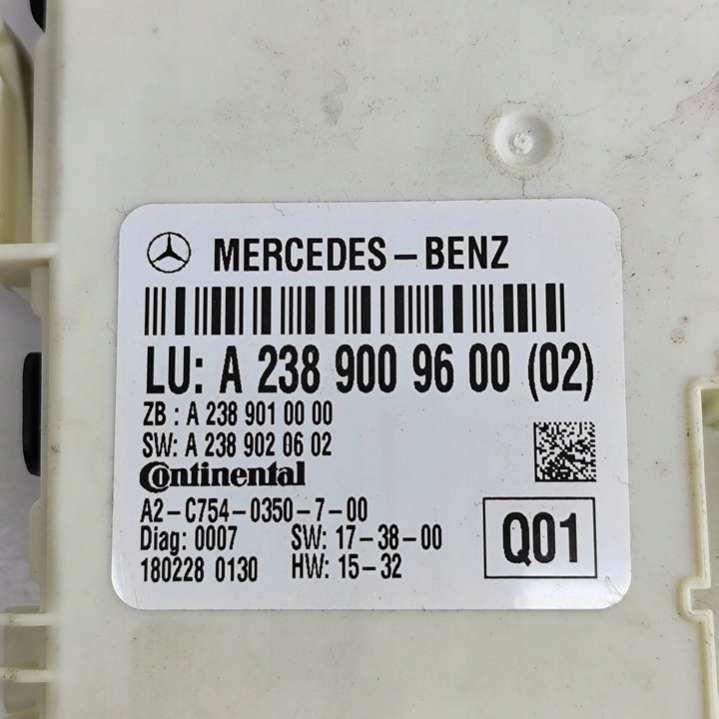 MERCEDES-BENZ
LU: A 238 900 96 00 (02)
ZB : A 238 901 00 00
SW: A 238 902 06 02
Continental
A2-C754-0350-7-00
Diag: 0007 SW: 17-38-00
180228 0130 HW: 15-32
Q01